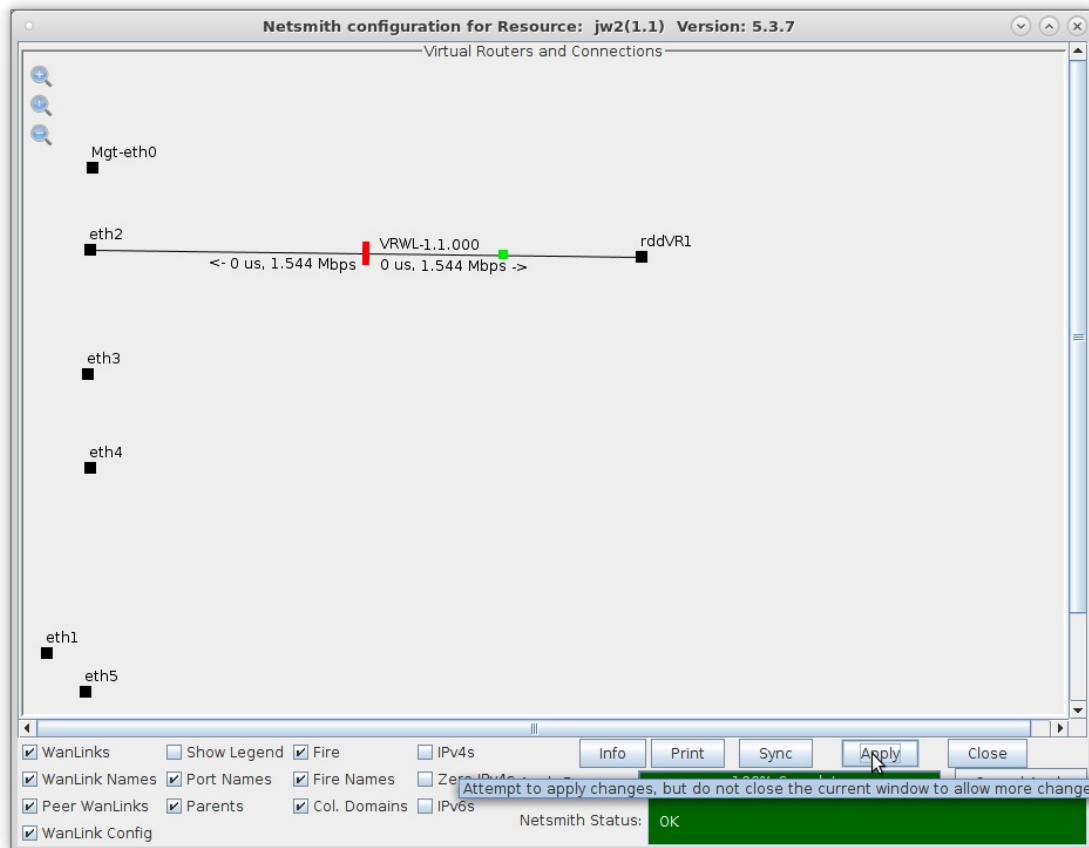 Netsmith configuration for Resource: jw2(1.1) Version: 5.3.7
Virtual Routers and Connections
Mgt-eth0
eth2
VRWL-1.1.000
rddVR1
<- 0 us, 1.544 Mbps
0 us, 1.544 Mbps ->
eth3
eth4
eth1
eth5
WanLinks Show Legend Fire IPv4s Info Print Sync Apply Close
WanLink Names Port Names Fire Names Zero IPv4s
Attempt to apply changes, but do not close the current window to allow more change
Peer WanLinks Parents Col. Domains IPv6s
Netsmith Status: OK
WanLink Config